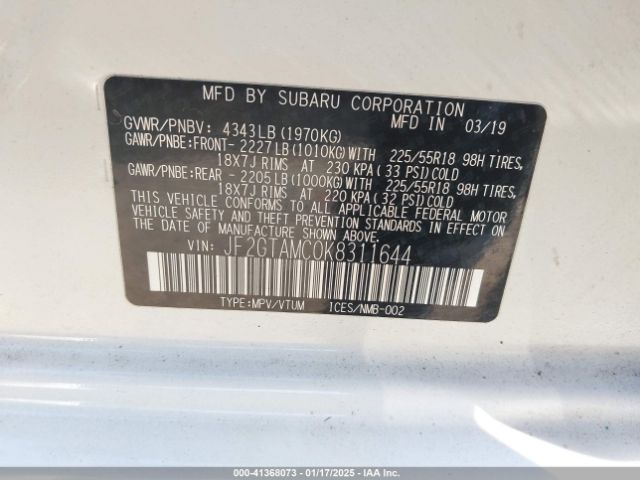 MFD BY SUBARU CORPORATION
MFD IN 03/19
GVWR/PNBV: 4343LB(1970KG)
GAWR/PNBE:FRONT- 2227LB(1010KG)WITH 225/55R18 98H TIRES,
18X7J RIMS AT 230 KPA(33 PSI)COLD
GAWR/PNBE:REAR - 2205LB(1000KG)WITH 225/55R18 98H TIRES,
18X7J RIMS AT 220 KPA(32 PSI)COLD
THIS VEHICLE CONFORMS TO ALL APPLICABLE FEDERAL MOTOR
VEHICLE SAFETY AND THEFT PREVENTION STANDARDS IN EFFECT ON
THE DATE OF MANUFACTURE SHOWN ABOVE.
VIN: JF2GTAMC0K8311644
TYPE:MPV/VTUM ICES/NMB-002
000-41368073 - 01/17/2025 - IAA Inc.